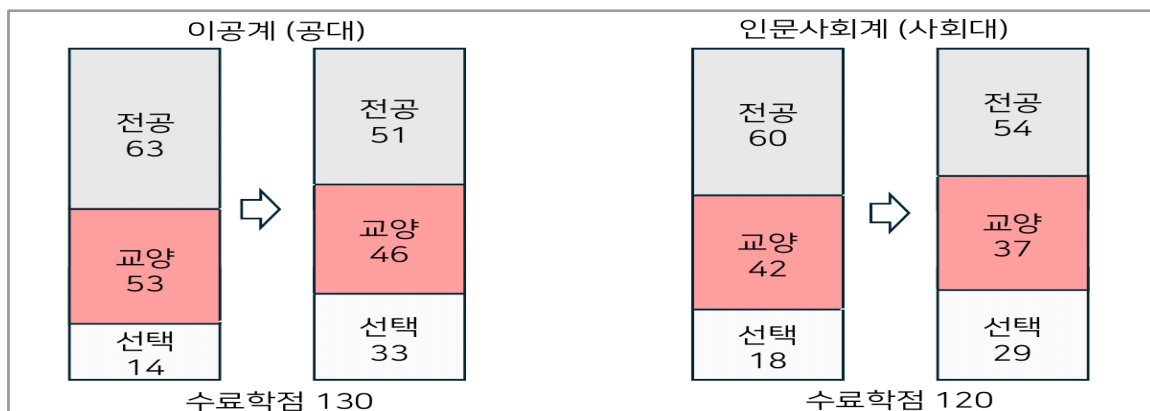 이공계 (공대)
전공
63
교양
53
선택
14
전공
51
교양
46
선택
33
수료학점 130
인문사회계 (사회대)
전공
60
교양
42
선택
18
전공
54
교양
37
선택
29
수료학점 120